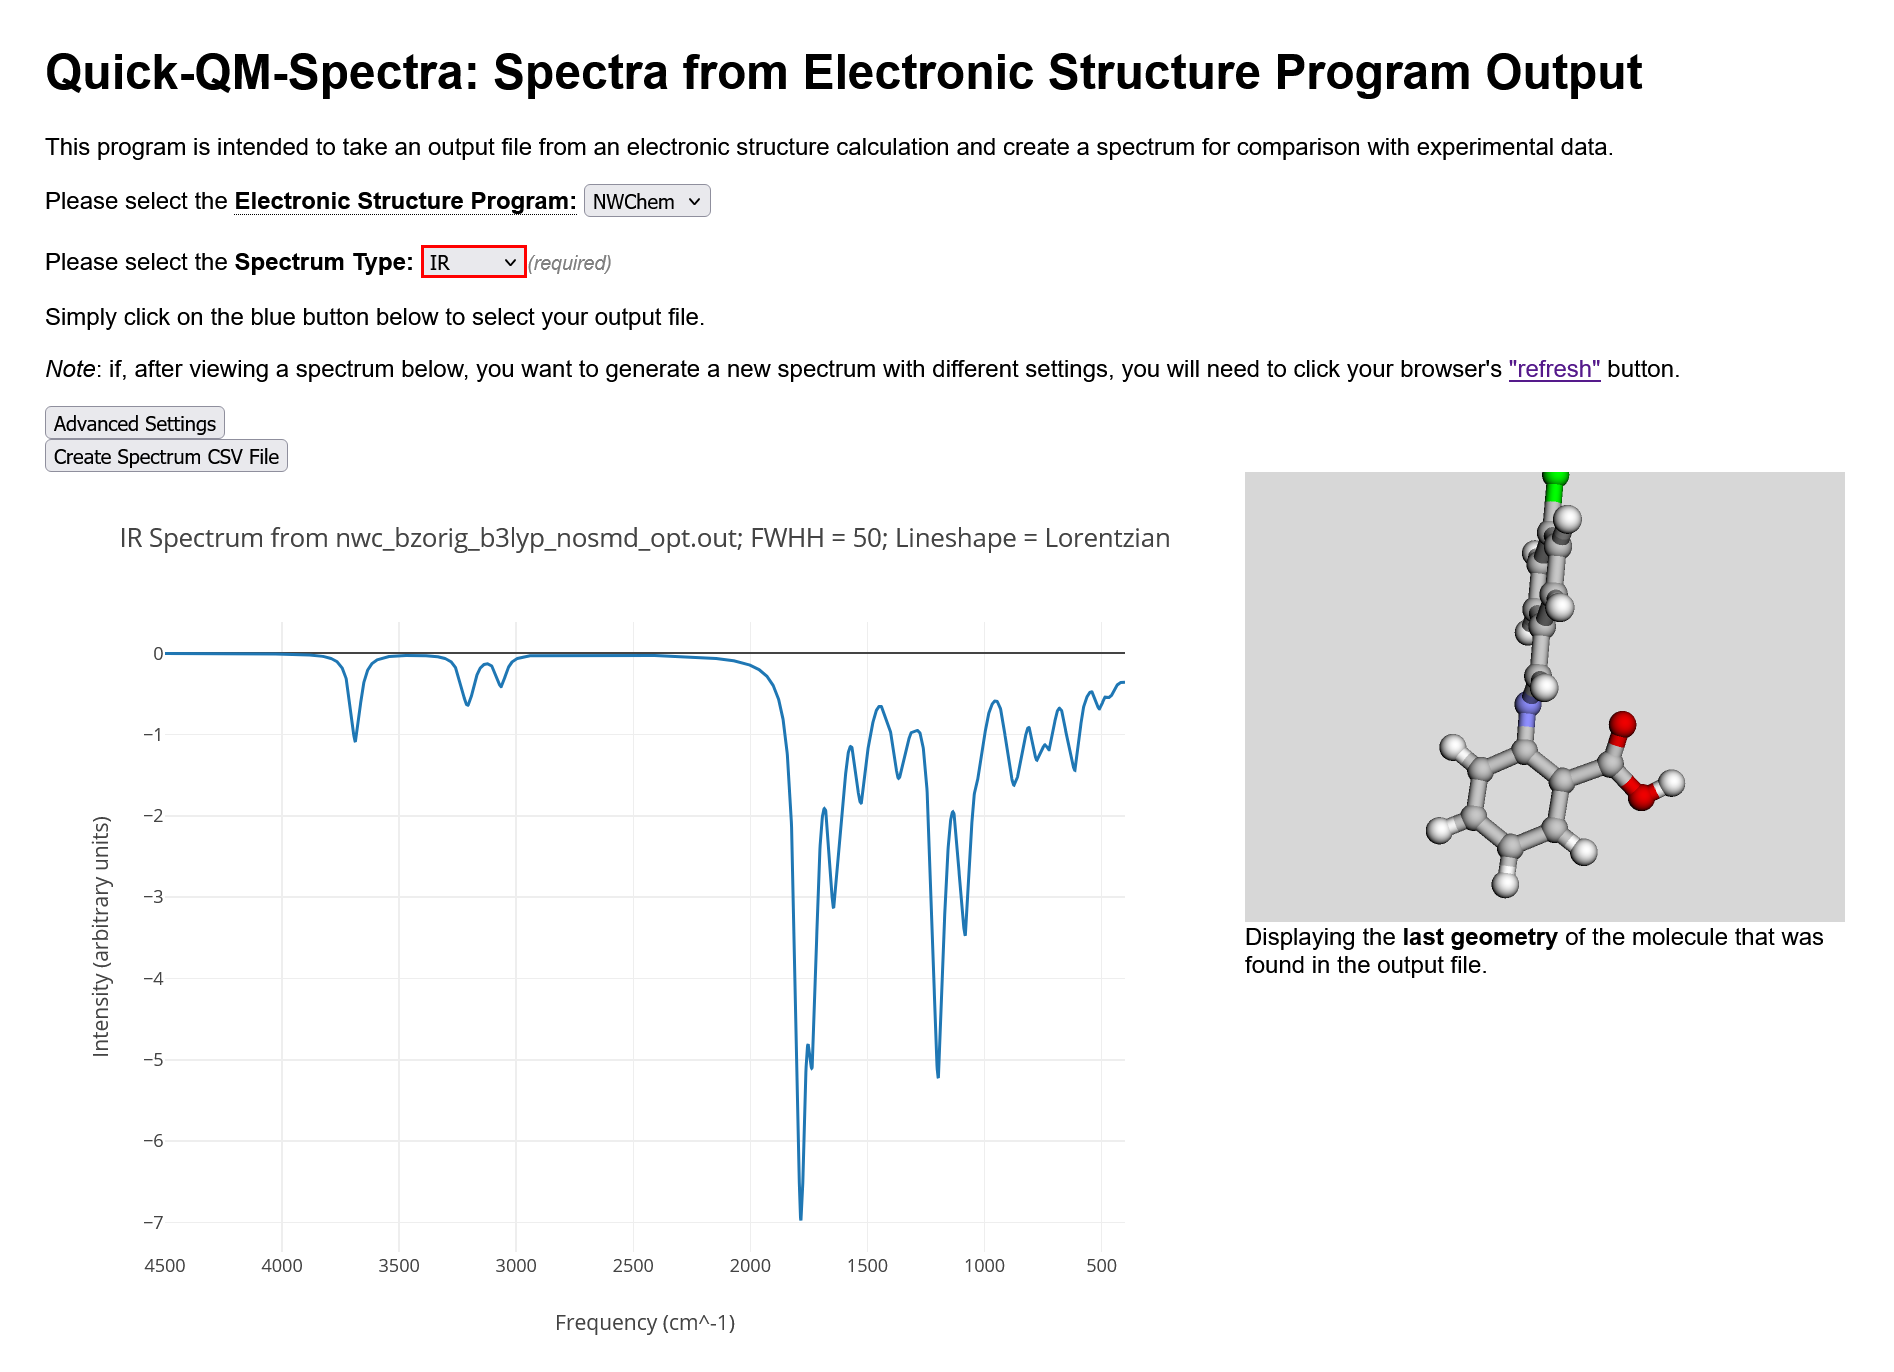 Quick-QM-Spectra: Spectra from Electronic Structure Program Output
This program is intended to take an output file from an electronic structure calculation and create a spectrum for comparison with experimental data.
Please select the Electronic Structure Program: NWChem
Please select the Spectrum Type: IR (required)
Simply click on the blue button below to select your output file.
Note: if, after viewing a spectrum below, you want to generate a new spectrum with different settings, you will need to click your browser's "refresh" button.
Advanced Settings
Create Spectrum CSV File
IR Spectrum from nwc_bzorig_b3lyp_nosmd_opt.out; FWHH = 50; Lineshape = Lorentzian
0
−1
−2
−3
−4
−5
−6
−7
Intensity (arbitrary units)
4500 4000 3500 3000 2500 2000 1500 1000 500
Frequency (cm^-1)
Displaying the last geometry of the molecule that was
found in the output file.